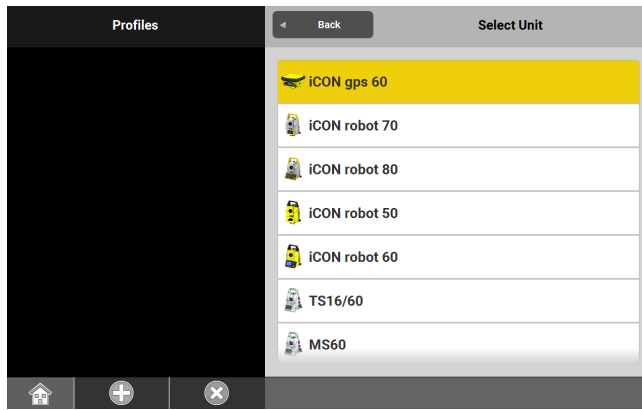 Profiles
Back
Select Unit
iCON gps 60
iCON robot 70
iCON robot 80
iCON robot 50
iCON robot 60
TS16/60
MS60